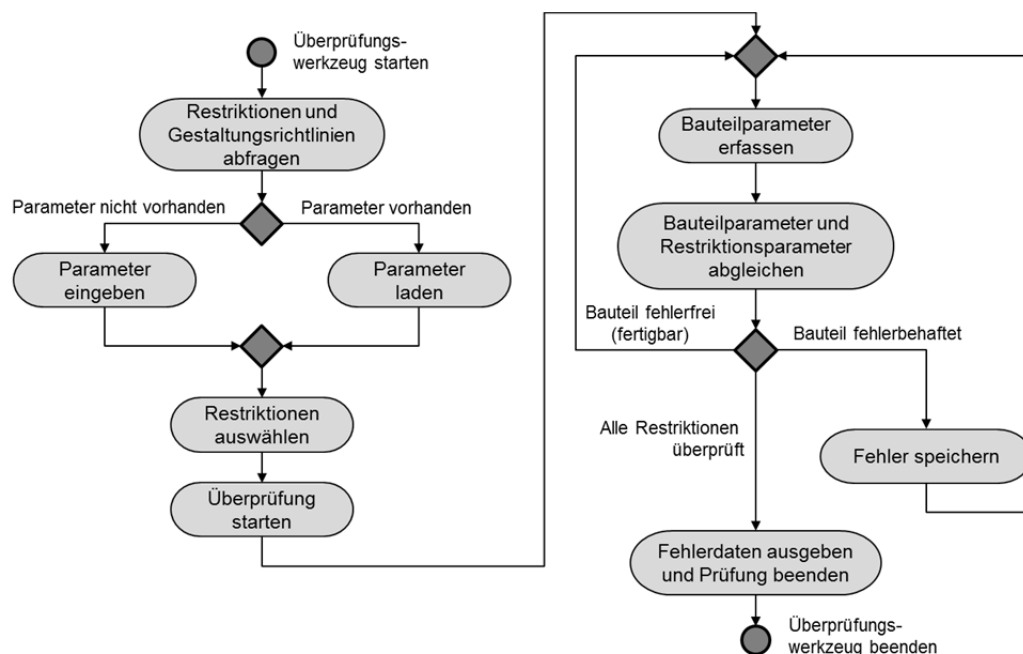 Überprüfungs-
werkzeug starten
Restriktionen und
Gestaltungsrichtlinien
abfragen
Parameter nicht vorhanden
Parameter vorhanden
Parameter
eingeben
Parameter
laden
Restriktionen
auswählen
Überprüfung
starten
Bauteilparameter
erfassen
Bauteilparameter und
Restriktionsparameter
abgleichen
Bauteil fehlerfrei
(fertigbar)
Bauteil fehlerbehaftet
Alle Restriktionen
überprüft
Fehler speichern
Fehlerdaten ausgeben
und Prüfung beenden
Überprüfungs-
werkzeug beenden